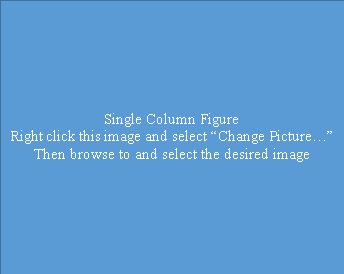 Single Column Figure
Right click this image and select “Change Picture…”
Then browse to and select the desired image